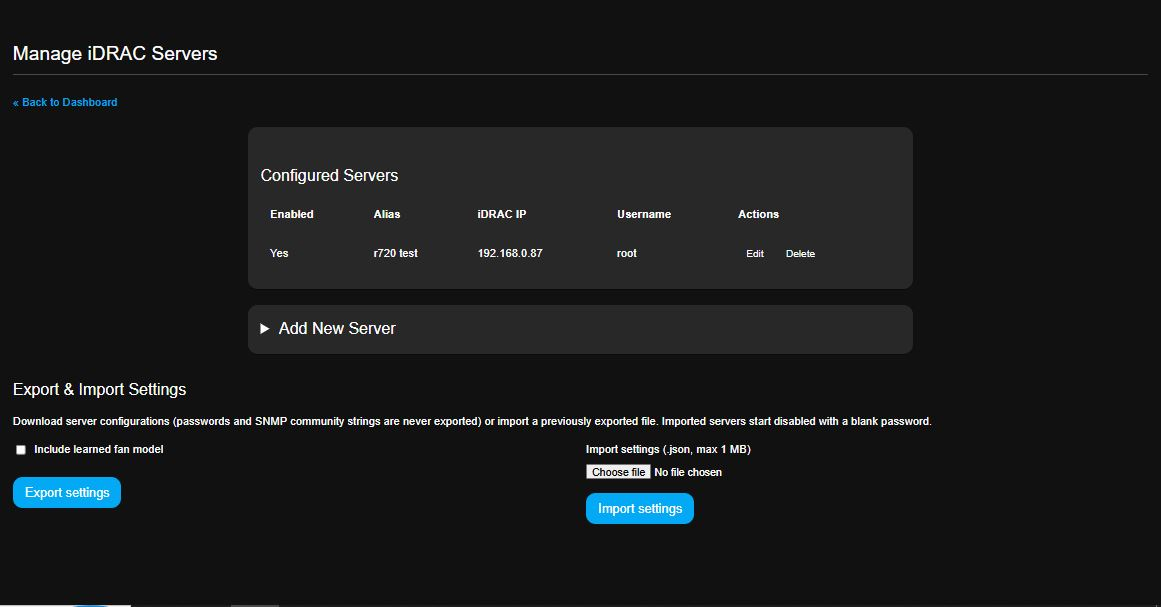 Manage iDRAC Servers
« Back to Dashboard
Configured Servers
Enabled Alias iDRAC IP Username Actions
Yes r720 test 192.168.0.87 root Edit Delete
▶ Add New Server
Export & Import Settings
Download server configurations (passwords and SNMP community strings are never exported) or import a previously exported file. Imported servers start disabled with a blank password.
Include learned fan model
Export settings
Import settings (.json, max 1 MB)
Choose file No file chosen
Import settings